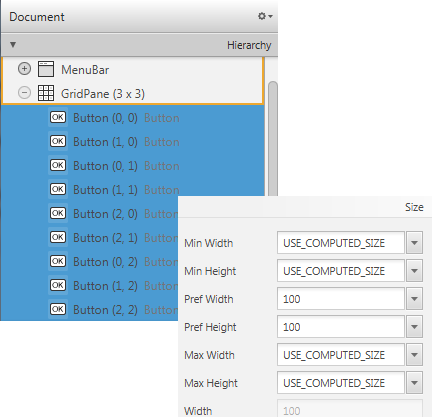 Document
Hierarchy
MenuBar
GridPane (3 x 3)
OK Button (0, 0) Button
OK Button (1, 0) Button
OK Button (0, 1) Button
OK Button (1, 1) Button
OK Button (2, 0) Button
OK Button (2, 1) Button
OK Button (0, 2) Button
OK Button (1, 2) Button
OK Button (2, 2) Button
Size
Min Width USE_COMPUTED_SIZE
Min Height USE_COMPUTED_SIZE
Pref Width 100
Pref Height 100
Max Width USE_COMPUTED_SIZE
Max Height USE_COMPUTED_SIZE
Width 100